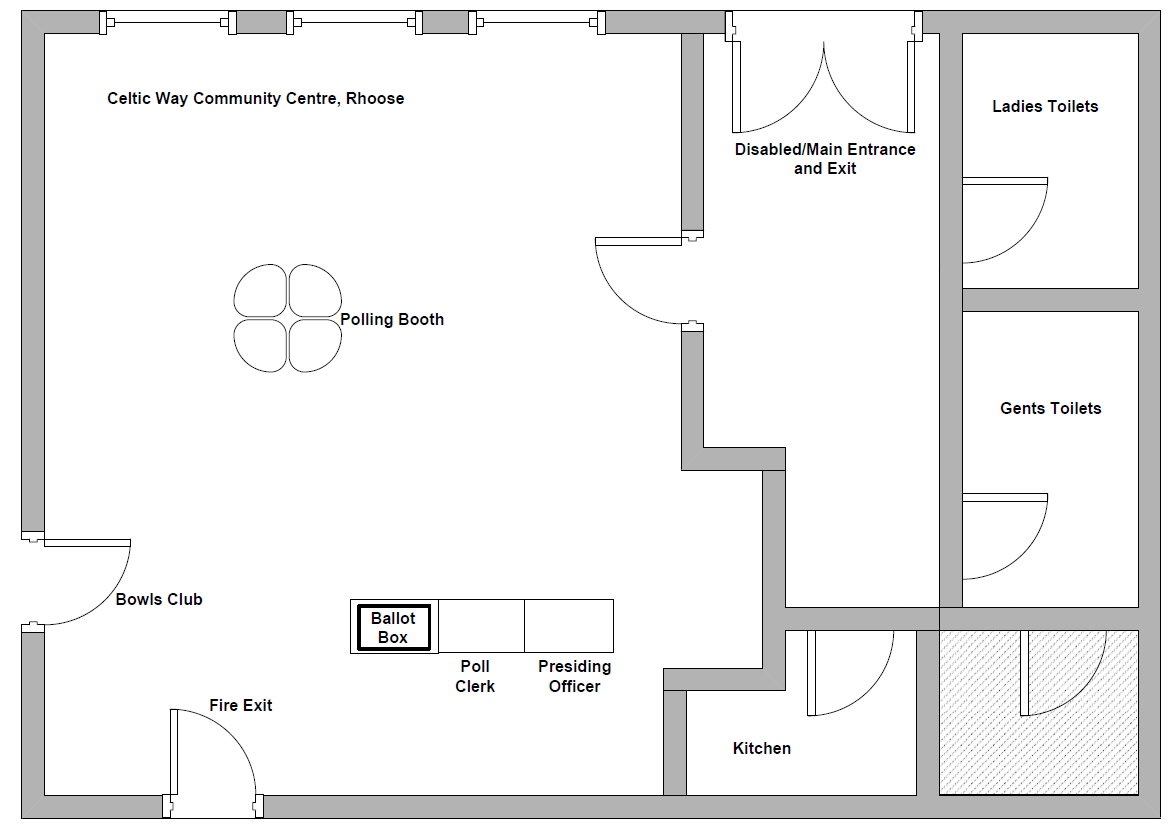 Celtic Way Community Centre, Rhoose
Ladies Toilets
Disabled/Main Entrance
and Exit
Polling Booth
Gents Toilets
Bowls Club
Ballot
Box
Poll
Clerk
Presiding
Officer
Fire Exit
Kitchen